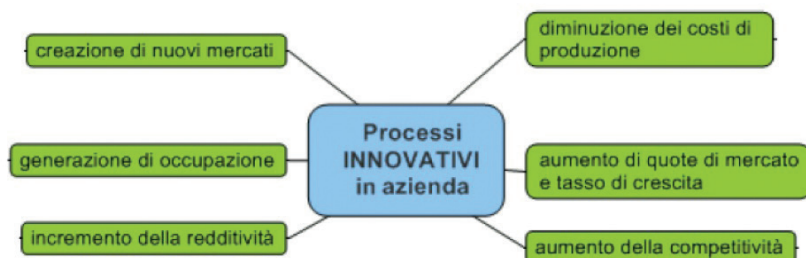 creazione di nuovi mercati
diminuzione dei costi di
produzione
Processi
INNOVATIVI
in azienda
generazione di occupazione
aumento di quote di mercato
e tasso di crescita
incremento della redditività
aumento della competitività